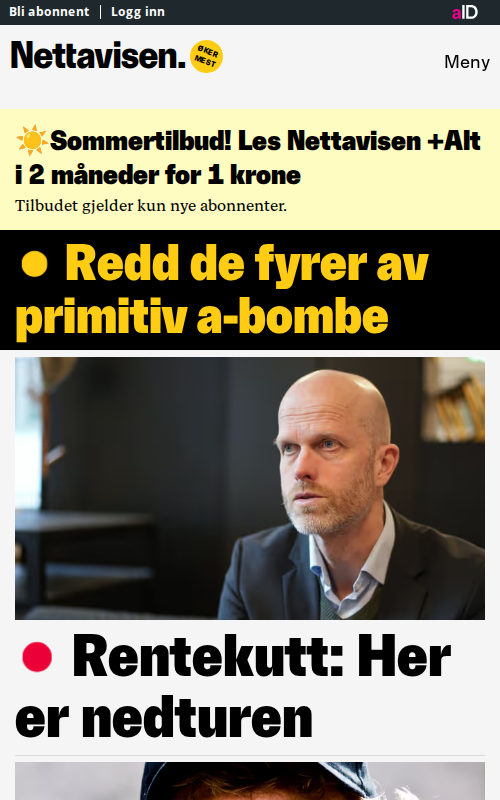 Bli abonnent | Logg inn
aID
Nettavisen.
ØKER
MEST
Meny
☀️Sommertilbud! Les Nettavisen +Alt
i 2 måneder for 1 krone
Tilbudet gjelder kun nye abonnenter.
Redd de fyrer av
primitiv a-bombe
Rentekutt: Her
er nedturen